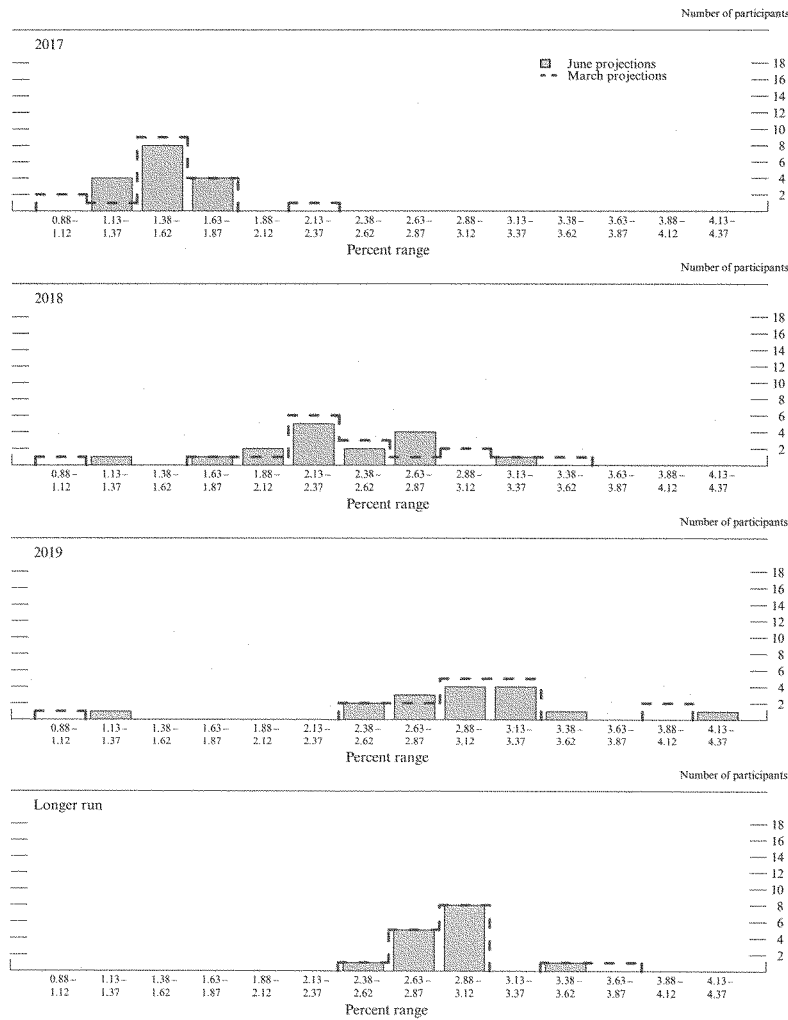 Number of participants
2017
June projections
March projections
18
16
14
12
10
8
6
4
2
0.88– 1.13– 1.38– 1.63– 1.88– 2.13– 2.38– 2.63– 2.88– 3.13– 3.38– 3.63– 3.88– 4.13–
1.12 1.37 1.62 1.87 2.12 2.37 2.62 2.87 3.12 3.37 3.62 3.87 4.12 4.37
Percent range
Number of participants
2018
18
16
14
12
10
8
6
4
2
0.88– 1.13– 1.38– 1.63– 1.88– 2.13– 2.38– 2.63– 2.88– 3.13– 3.38– 3.63– 3.88– 4.13–
1.12 1.37 1.62 1.87 2.12 2.37 2.62 2.87 3.12 3.37 3.62 3.87 4.12 4.37
Percent range
Number of participants
2019
18
16
14
12
10
8
6
4
2
0.88– 1.13– 1.38– 1.63– 1.88– 2.13– 2.38– 2.63– 2.88– 3.13– 3.38– 3.63– 3.88– 4.13–
1.12 1.37 1.62 1.87 2.12 2.37 2.62 2.87 3.12 3.37 3.62 3.87 4.12 4.37
Percent range
Number of participants
Longer run
18
16
14
12
10
8
6
4
2
0.88– 1.13– 1.38– 1.63– 1.88– 2.13– 2.38– 2.63– 2.88– 3.13– 3.38– 3.63– 3.88– 4.13–
1.12 1.37 1.62 1.87 2.12 2.37 2.62 2.87 3.12 3.37 3.62 3.87 4.12 4.37
Percent range